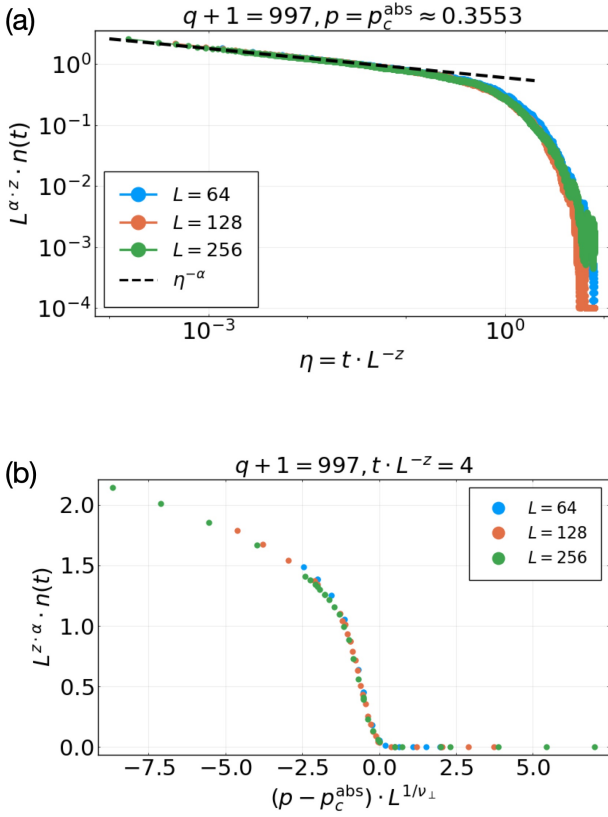 (a)
q + 1 = 997, p = p_c^abs ≈ 0.3553
L^{α·z} · n(t)
10^0
10^{-1}
10^{-2}
10^{-3}
10^{-4}
L = 64
L = 128
L = 256
η^{-α}
10^{-3}
10^0
η = t · L^{-z}
(b)
q + 1 = 997, t · L^{-z} = 4
L^{z·α} · n(t)
2.0
1.5
1.0
0.5
0.0
L = 64
L = 128
L = 256
−7.5 −5.0 −2.5 0.0 2.5 5.0
(p − p_c^abs) · L^{1/ν_⊥}